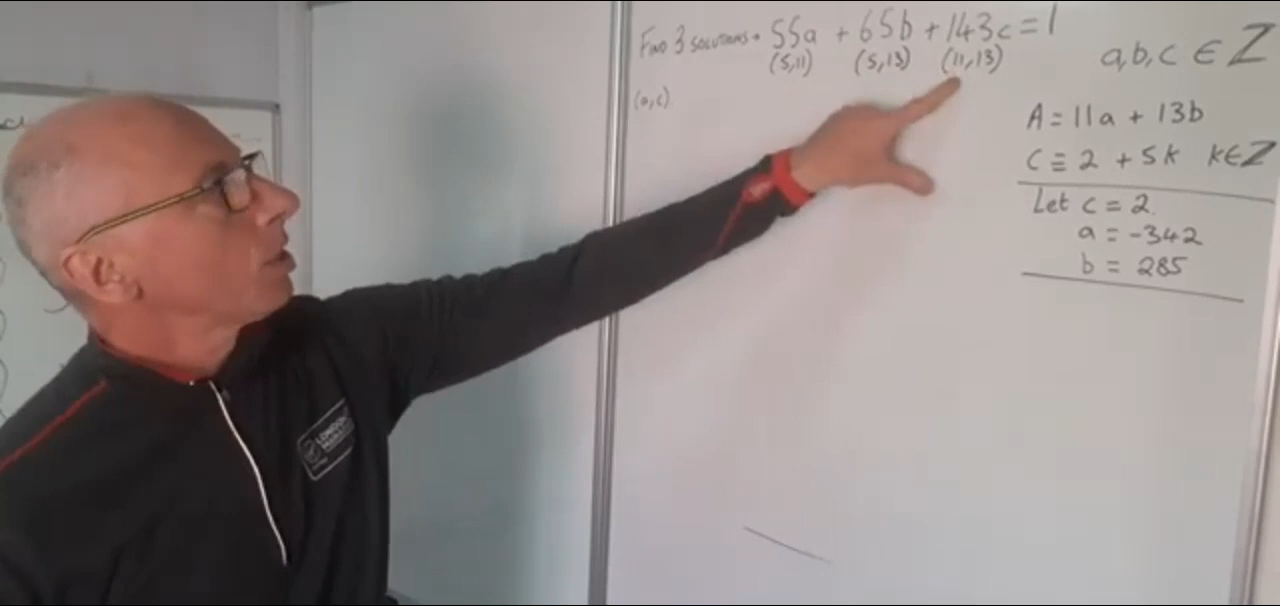 Find 3 solutions → 55a + 65b + 143c = 1
(5,11) (5,13) (11,13)
a,b,c ∈ Z
(a,c)
A = 11a + 13b
C ≡ 2 + 5k k∈Z
Let c = 2.
a = -342
b = 285
LONDON